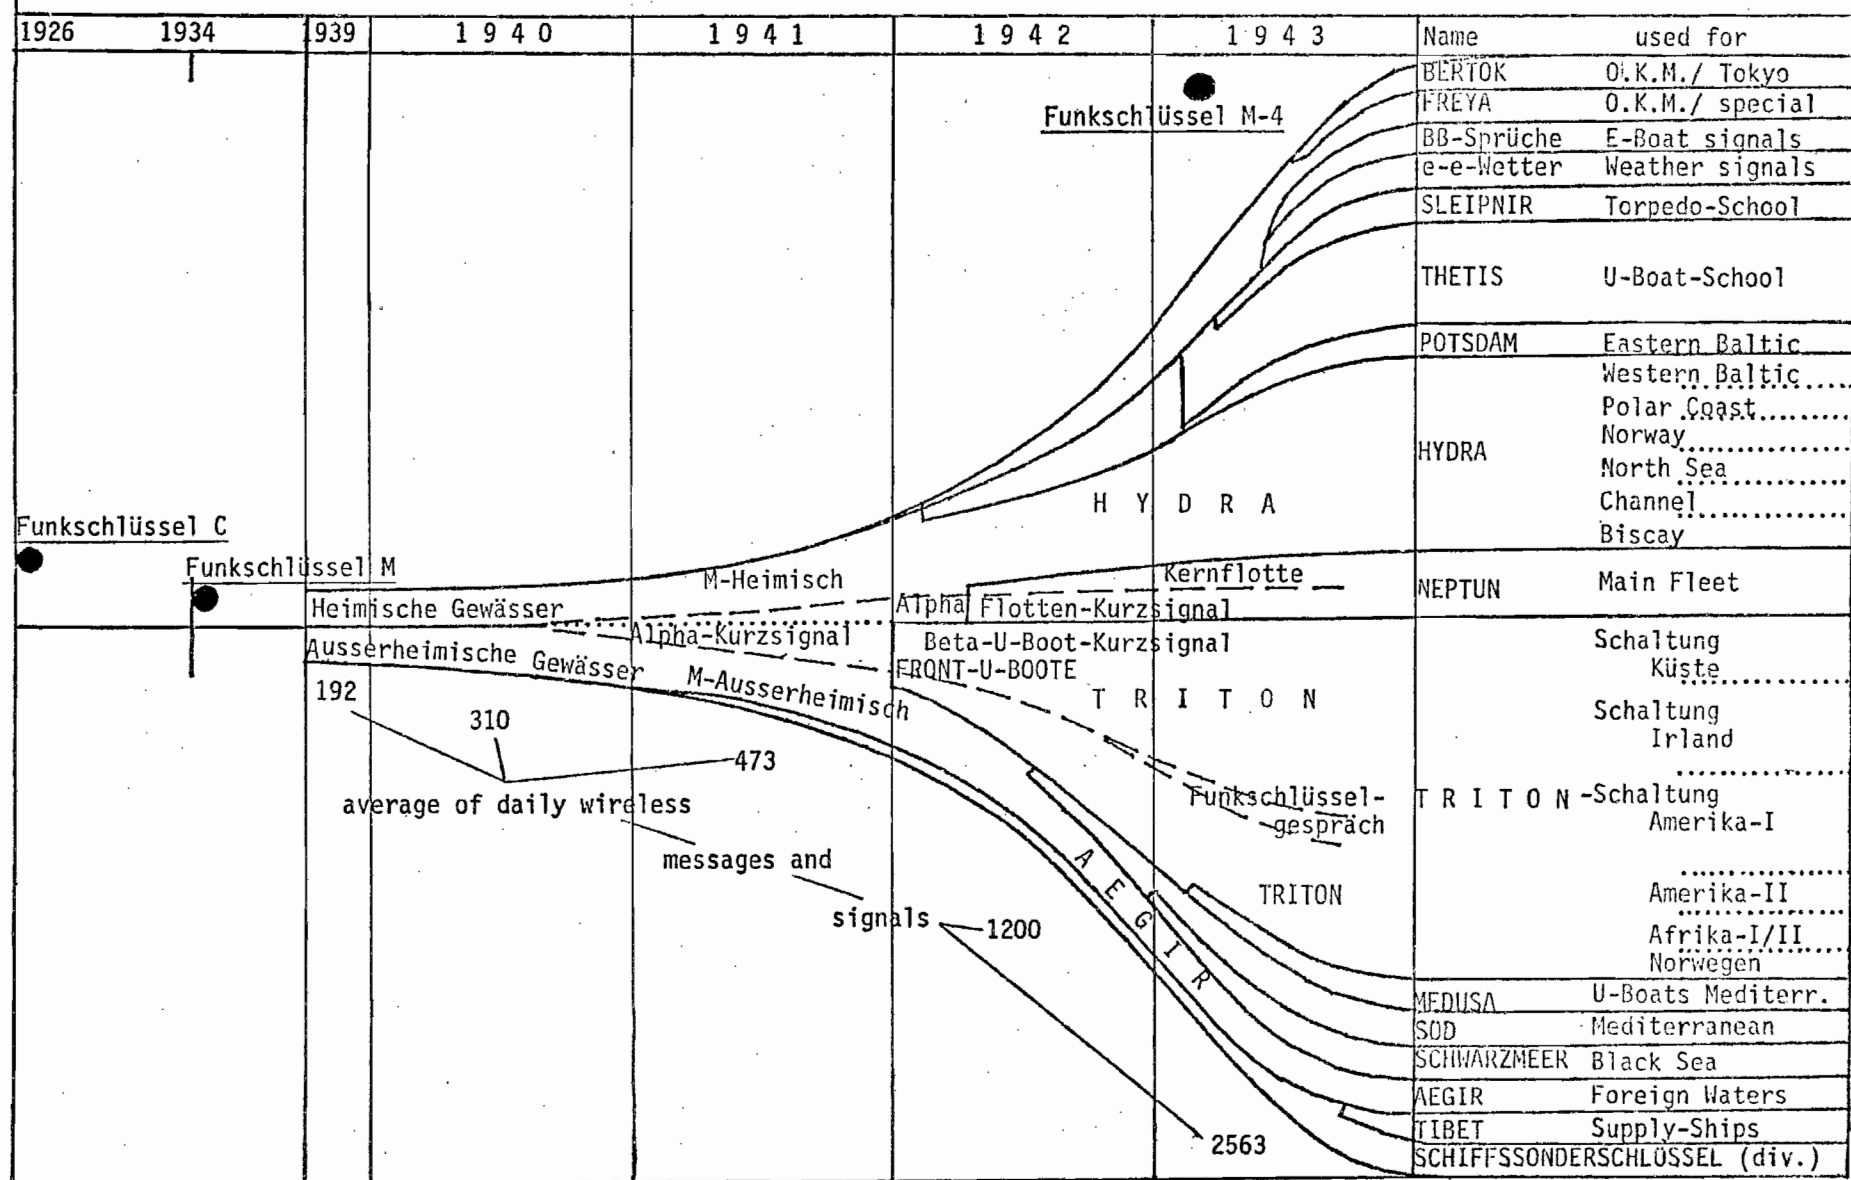 1926 1934 1939 1 9 4 0 1 9 4 1 1 9 4 2 1 9 4 3 Name used for
BERTOK O.K.M./ Tokyo
FREYA O.K.M./ special
BB-Sprüche E-Boat signals
e-e-Wetter Weather signals
SLEIPNIR Torpedo-School
THETIS U-Boat-School
POTSDAM Eastern Baltic
Western Baltic
Polar Coast
Norway
HYDRA
North Sea
Channel
Biscay
NEPTUN Main Fleet
Schaltung
Küste
Schaltung
Irland
T R I T O N -Schaltung
Amerika-I
Amerika-II
Afrika-I/II
Norwegen
MEDUSA U-Boats Mediterr.
SÜD Mediterranean
SCHWARZMEER Black Sea
AEGIR Foreign Waters
TIBET Supply-Ships
SCHIFFSSONDERSCHLÜSSEL (div.)
Funkschlüssel M-4
H Y D R A
Funkschlüssel C
Funkschlüssel M
M-Heimisch
Kernflotte
Heimische Gewässer
Alpha Flotten-Kurzsignal
Alpha-Kurzsignal
Beta-U-Boot-Kurzsignal
Ausserheimische Gewässer
M-Ausserheimisch
FRONT-U-BOOTE
T R I T O N
192
310
473
average of daily wireless
messages and
signals
1200
2563
Funkschlüssel-
gespräch
TRITON
A E G I R